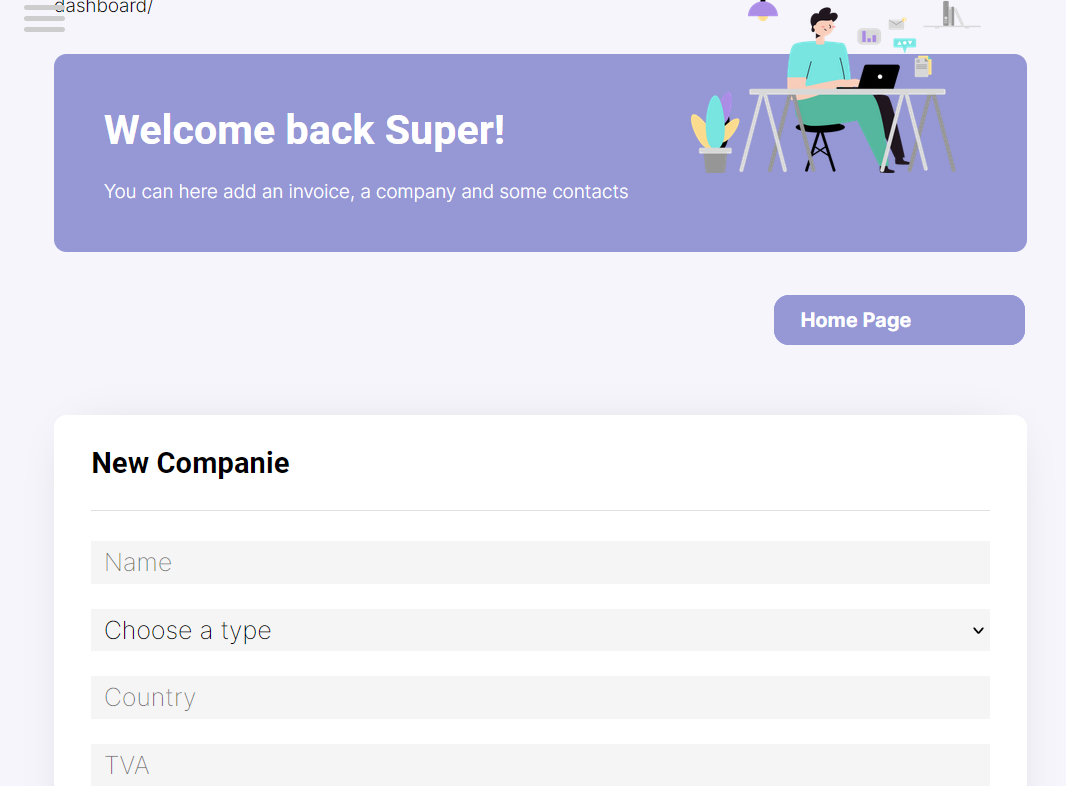 dashboard/
Welcome back Super!
You can here add an invoice, a company and some contacts
Home Page
New Companie
Name
Choose a type
Country
TVA